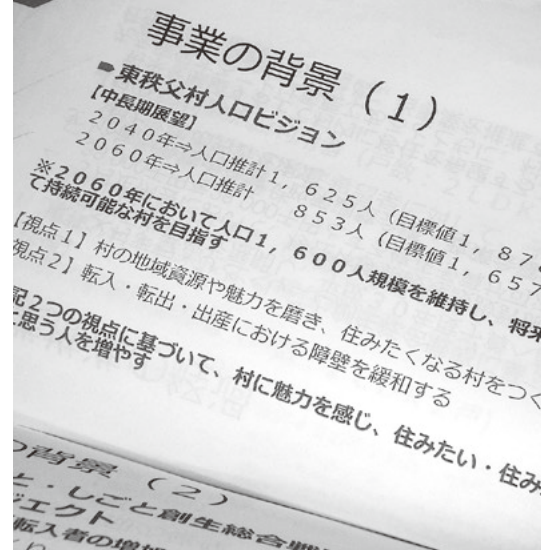 事業の背景(1)
東秩父村人口ビジョン
【中長期展望】
2040年⇒人口推計1,625人(目標値1,87
2060年⇒人口推計 853人(目標値1,657
※2060年において人口1,600人規模を維持し、将来
て持続可能な村を目指す
【視点1】村の地域資源や魅力を磨き、住みたくなる村をつく
視点2】転入・転出・出産における障壁を緩和する
記2つの視点に基づいて、村に魅力を感じ、住みたい・住み
と思う人を増やす
の背景(2)
と・しごと創生総合戦
ジェクト
転入者の増加